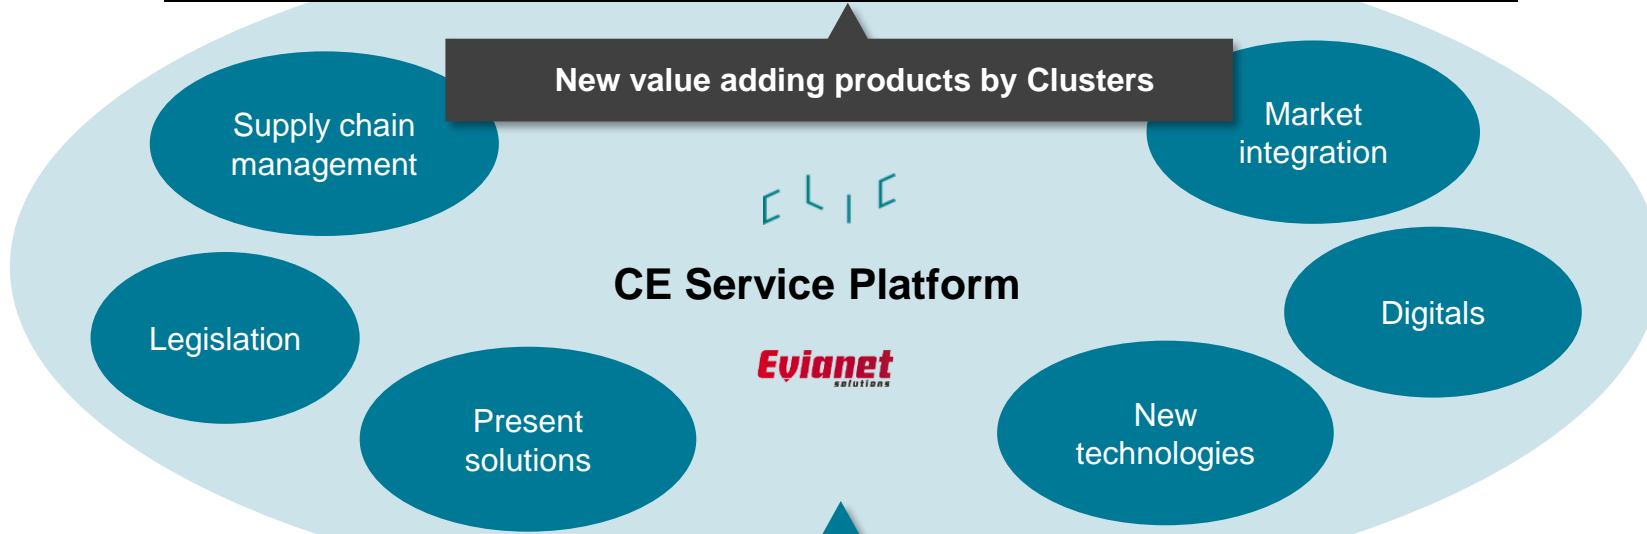 New value adding products by Clusters
Supply chain
management
Market
integration
CLIC
CE Service Platform
Legislation
Digitals
Evianet
solutions
Present
solutions
New
technologies